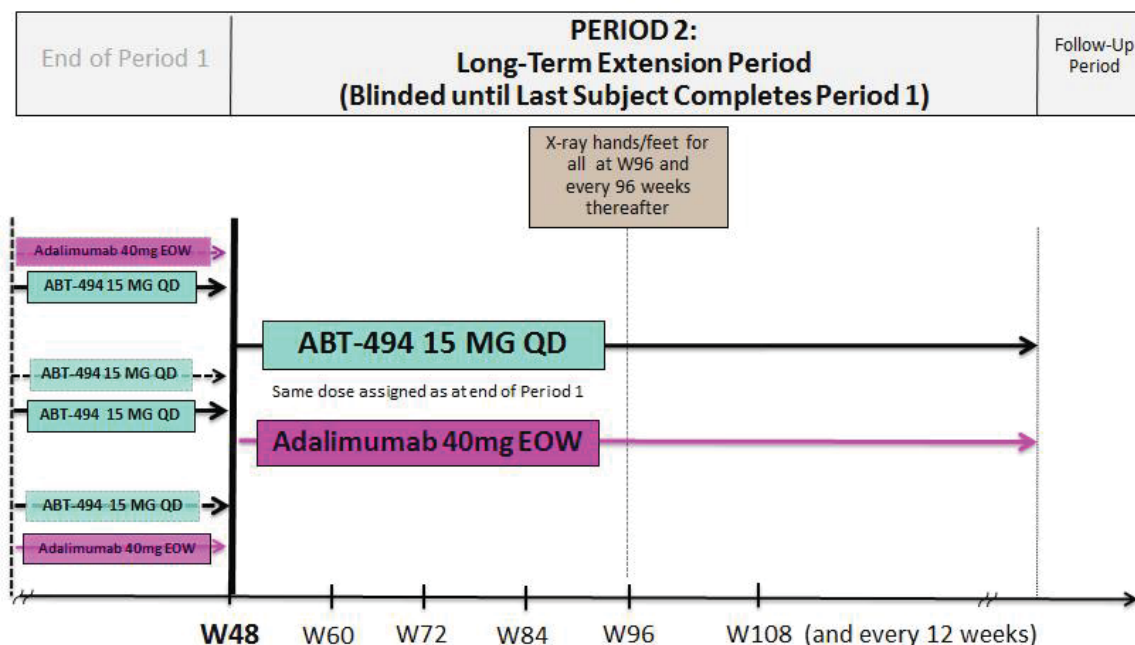 End of Period 1
PERIOD 2:
Long-Term Extension Period
(Blinded until Last Subject Completes Period 1)
Follow-Up
Period
X-ray hands/feet for
all at W96 and
every 96 weeks
thereafter
Adalimumab 40mg EOW
ABT-494 15 MG QD
ABT-494 15 MG QD
ABT-494 15 MG QD
ABT-494 15 MG QD
Adalimumab 40mg EOW
ABT-494 15 MG QD
Same dose assigned as at end of Period 1
Adalimumab 40mg EOW
W48 W60 W72 W84 W96 W108 (and every 12 weeks)